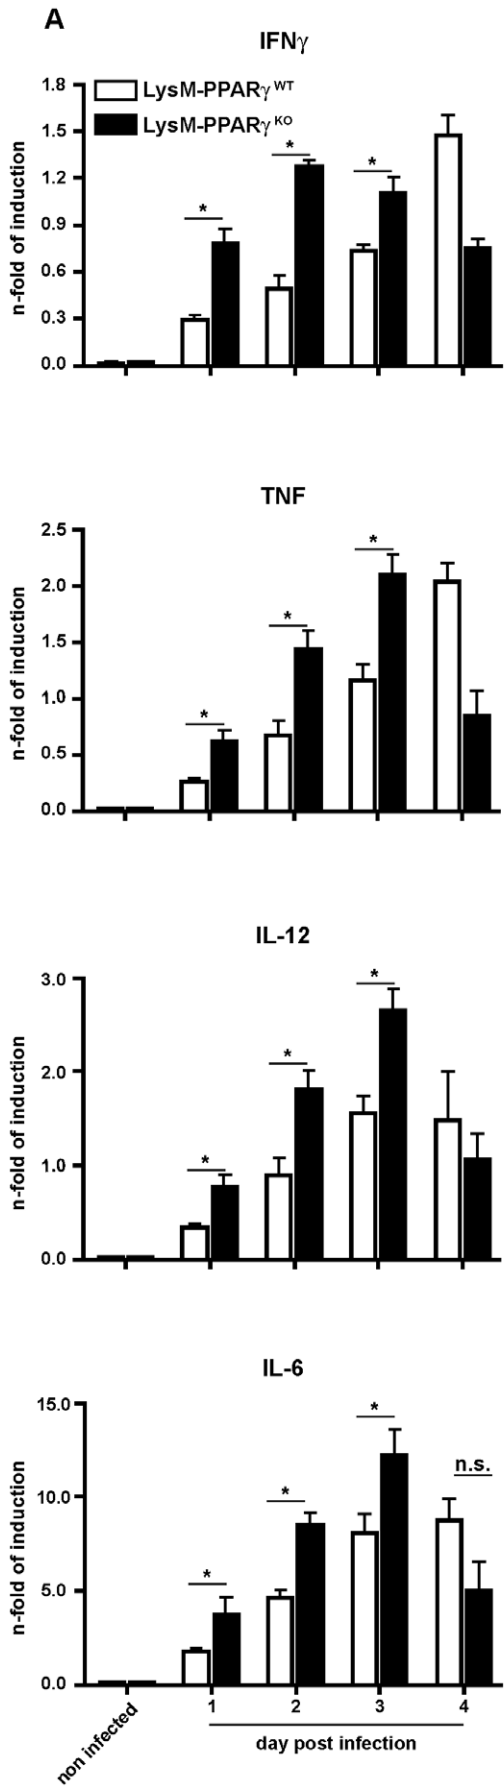 A
IFNγ
LysM-PPARγ WT
LysM-PPARγ KO
n-fold of induction
1.8
1.5
1.2
0.9
0.6
0.3
0.0
*
*
*
TNF
n-fold of induction
2.5
2.0
1.5
1.0
0.5
0.0
*
*
*
IL-12
n-fold of induction
3.0
2.0
1.0
0.0
*
*
*
IL-6
n-fold of induction
15.0
10.0
5.0
0.0
*
*
*
n.s.
non infected
1 2 3 4
day post infection